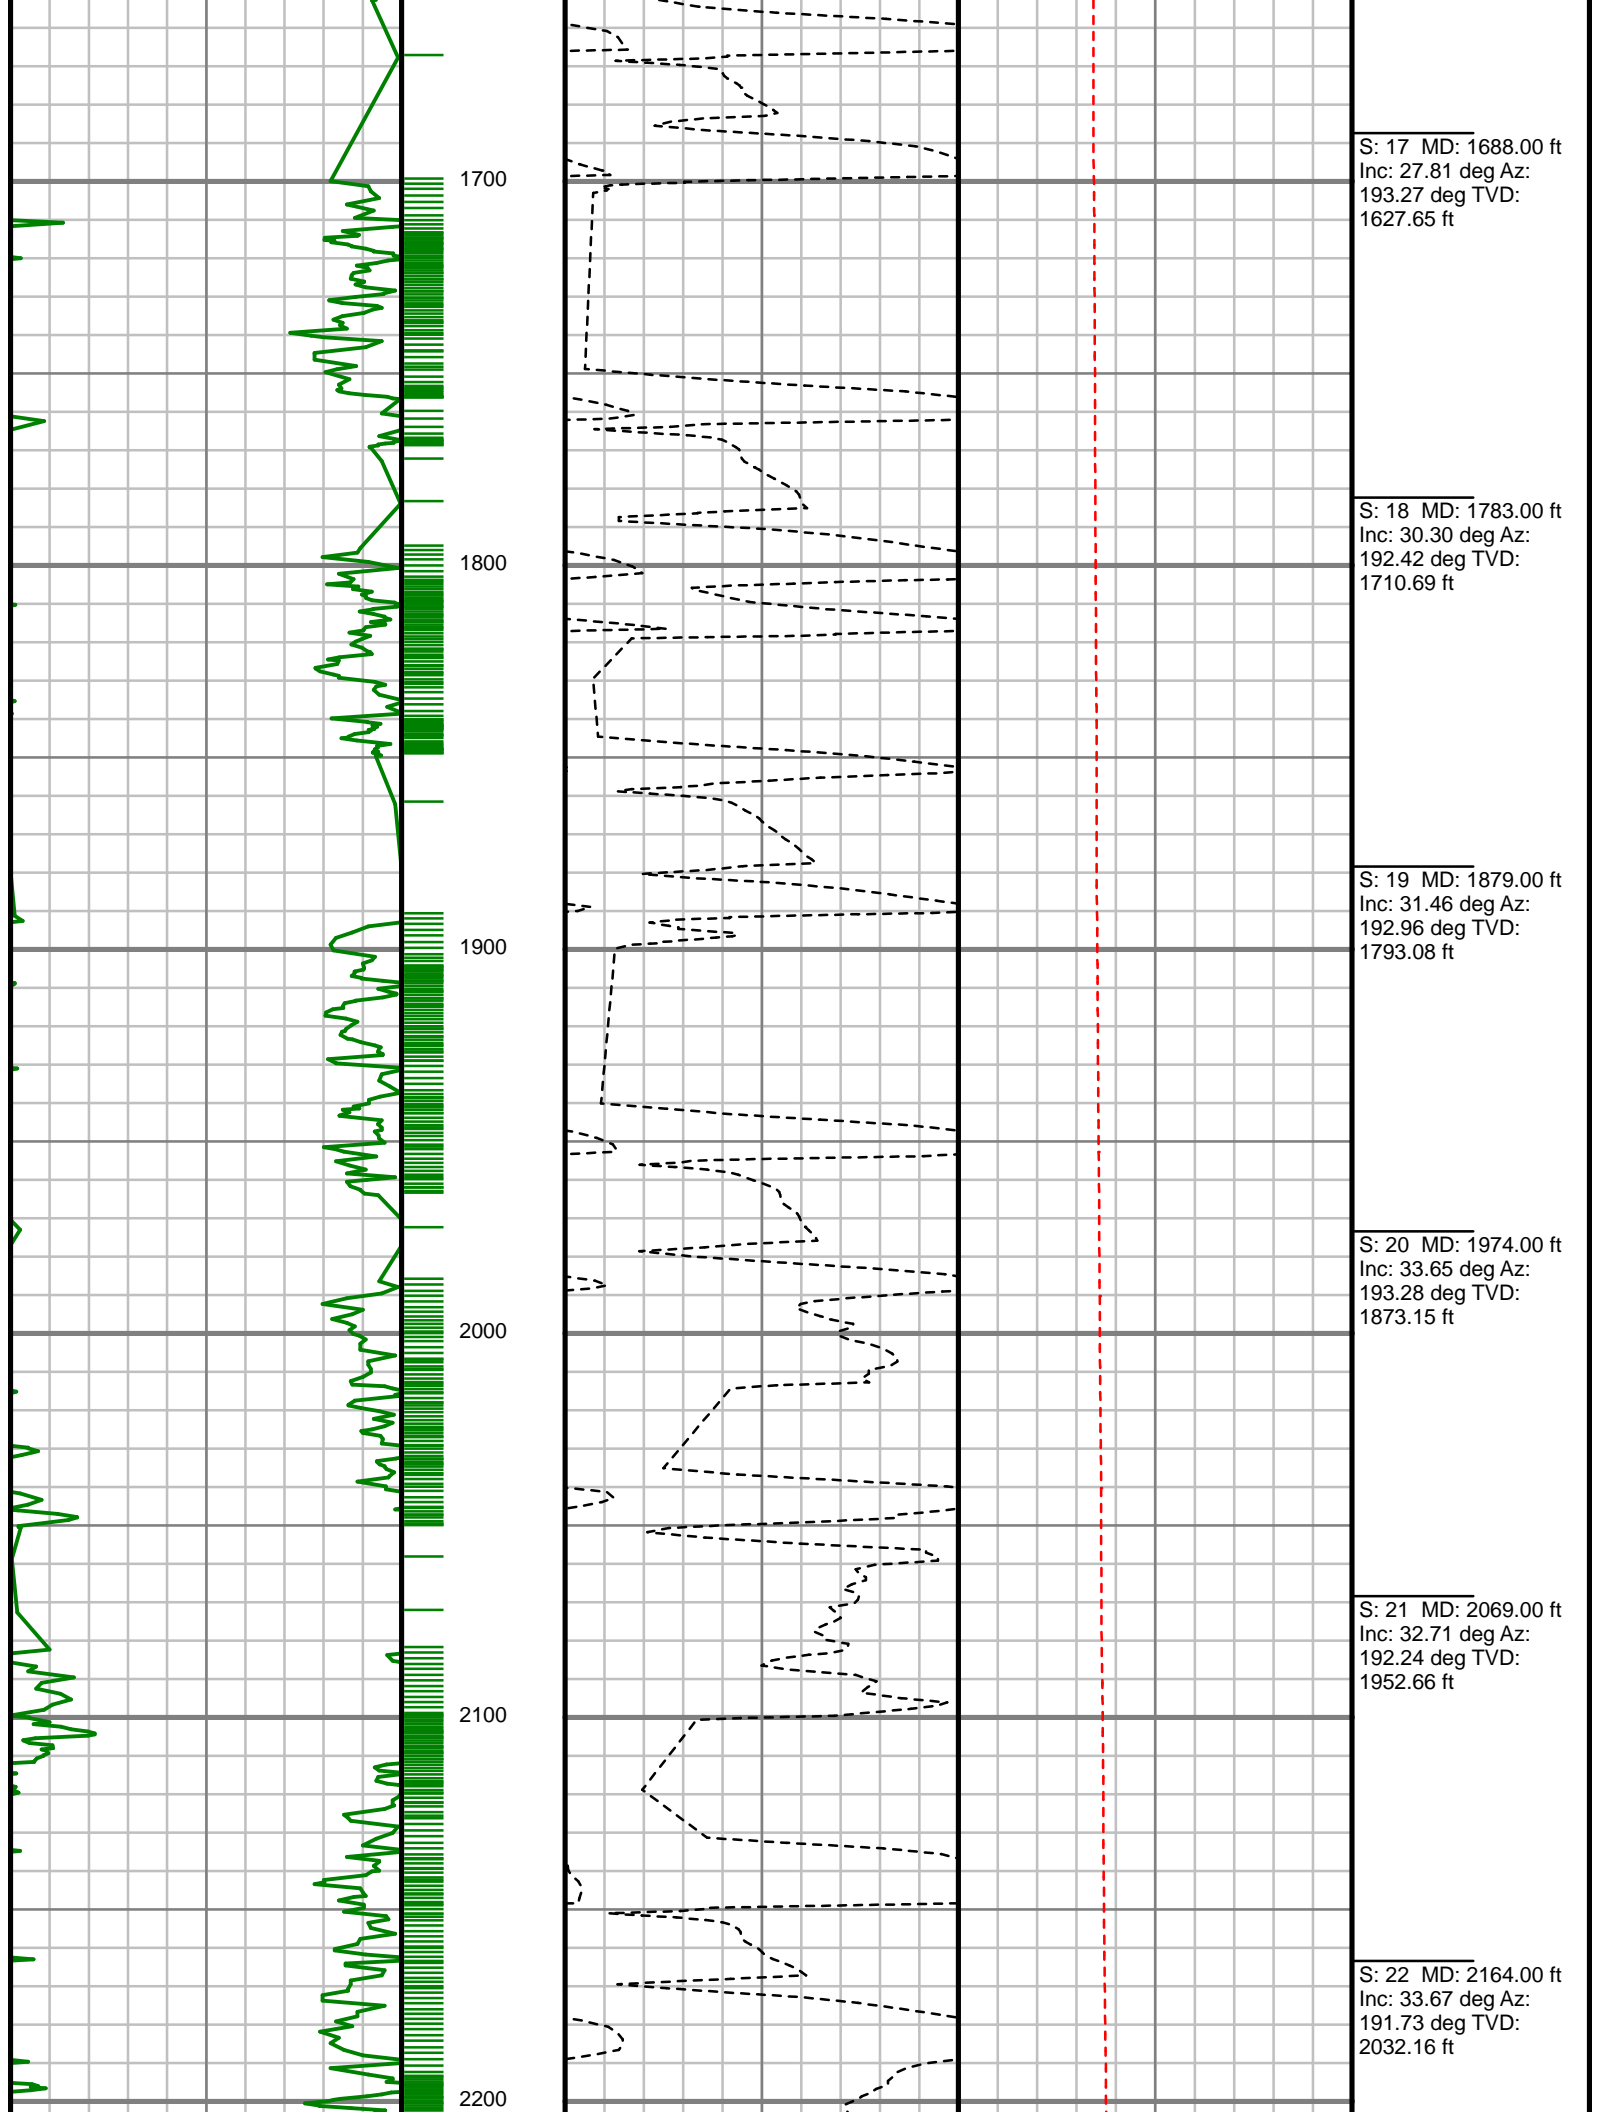 1700
S: 17 MD: 1688.00 ft
Inc: 27.81 deg Az:
193.27 deg TVD:
1627.65 ft
1800
S: 18 MD: 1783.00 ft
Inc: 30.30 deg Az:
192.42 deg TVD:
1710.69 ft
1900
S: 19 MD: 1879.00 ft
Inc: 31.46 deg Az:
192.96 deg TVD:
1793.08 ft
2000
S: 20 MD: 1974.00 ft
Inc: 33.65 deg Az:
193.28 deg TVD:
1873.15 ft
2100
S: 21 MD: 2069.00 ft
Inc: 32.71 deg Az:
192.24 deg TVD:
1952.66 ft
2200
S: 22 MD: 2164.00 ft
Inc: 33.67 deg Az:
191.73 deg TVD:
2032.16 ft